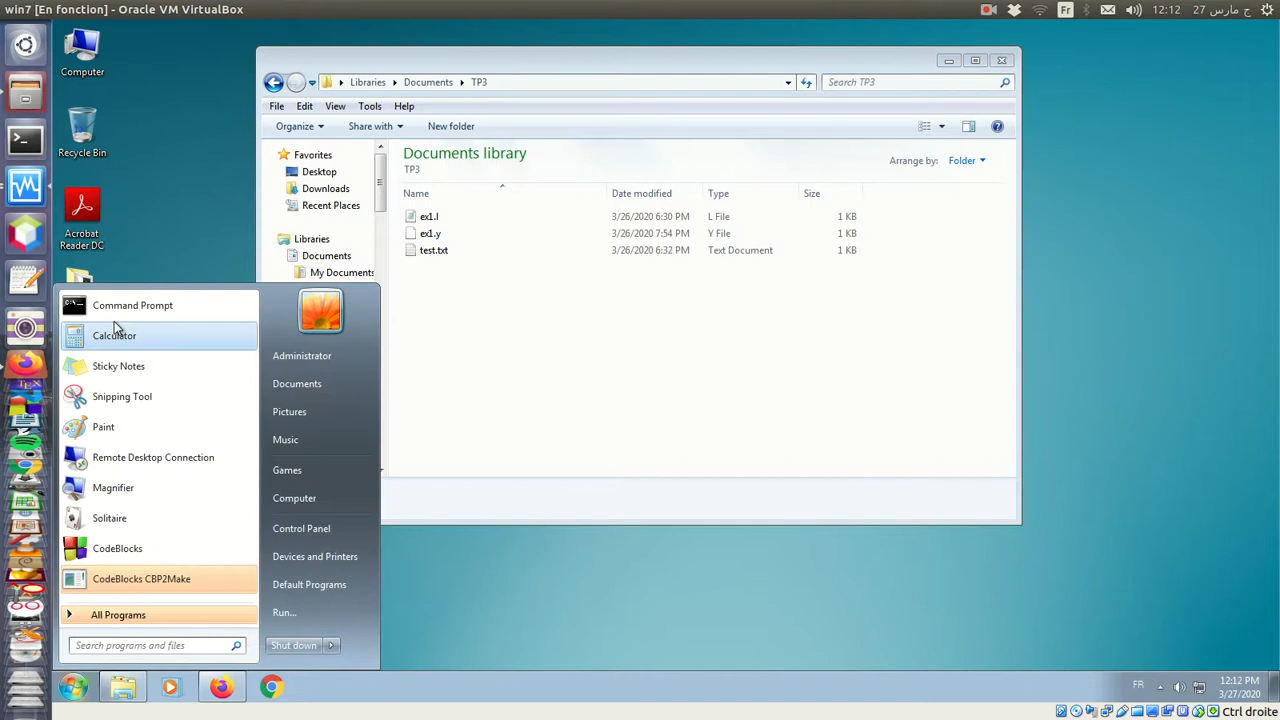 win7 [En fonction] - Oracle VM VirtualBox
Fr
12:12 27 مارس ج
Computer
Recycle Bin
Acrobat
Reader DC
Libraries
Documents
TP3
Search TP3
File
Edit
View
Tools
Help
Organize
Share with
New folder
Favorites
Desktop
Downloads
Recent Places
Libraries
Documents
My Documents
Documents library
TP3
Arrange by:
Folder
Name
Date modified
Type
Size
ex1.l
3/26/2020 6:30 PM
L File
1 KB
ex1.y
3/26/2020 7:54 PM
Y File
1 KB
test.txt
3/26/2020 6:32 PM
Text Document
1 KB
Command Prompt
Calculator
Sticky Notes
Snipping Tool
Paint
Remote Desktop Connection
Magnifier
Solitaire
CodeBlocks
CodeBlocks CBP2Make
All Programs
Search programs and files
Administrator
Documents
Pictures
Music
Games
Computer
Control Panel
Devices and Printers
Default Programs
Run...
Shut down
FR
12:12 PM
3/27/2020
Ctrl droite